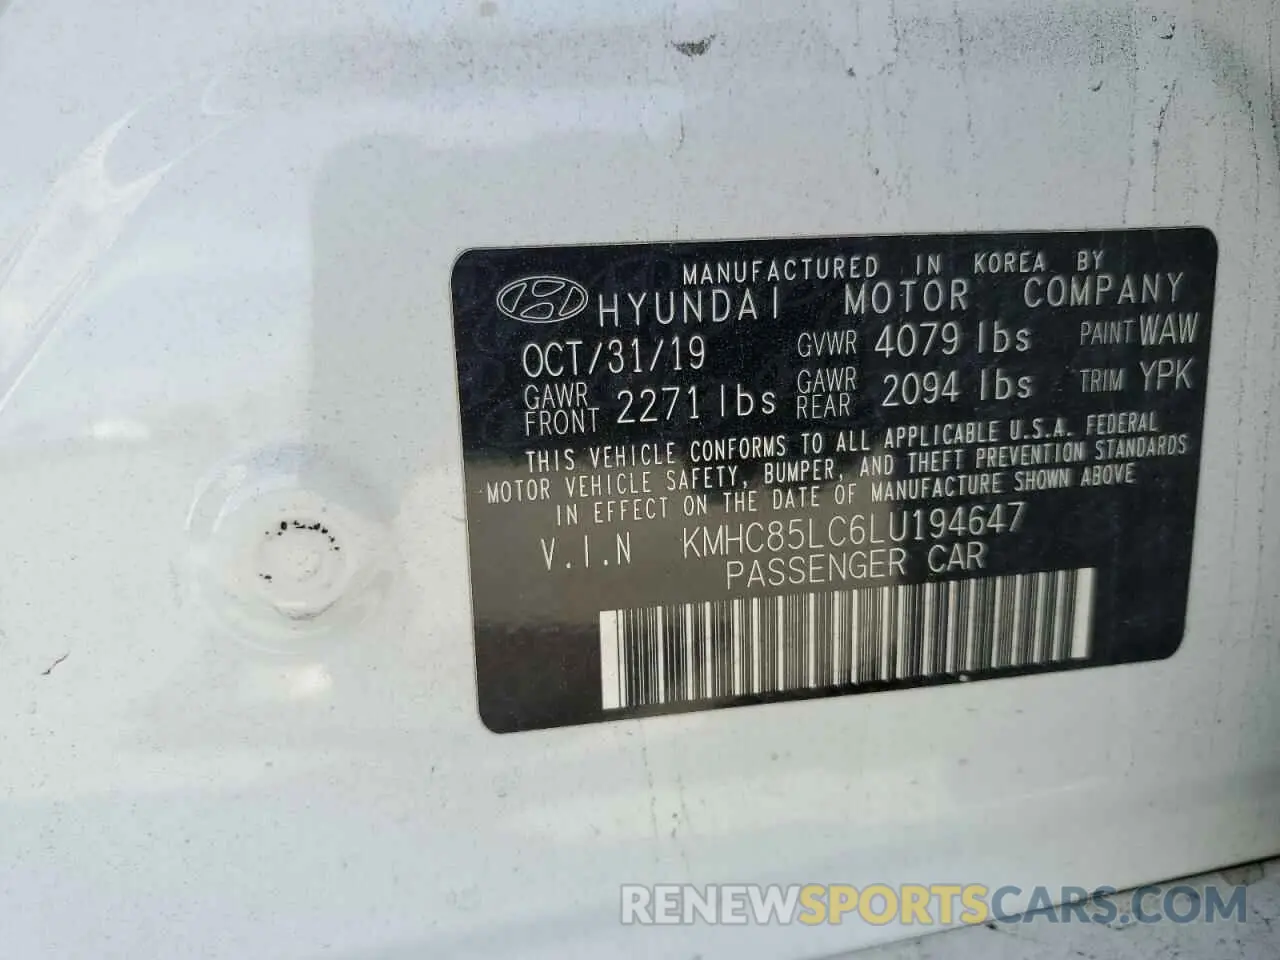 MANUFACTURED IN KOREA BY
HYUNDAI MOTOR COMPANY
OCT/31/19 GVWR 4079 lbs PAINT WAW
GAWR FRONT 2271 lbs GAWR REAR 2094 lbs TRIM YPK
THIS VEHICLE CONFORMS TO ALL APPLICABLE U.S.A. FEDERAL
MOTOR VEHICLE SAFETY, BUMPER, AND THEFT PREVENTION STANDARDS
IN EFFECT ON THE DATE OF MANUFACTURE SHOWN ABOVE
V.I.N KMHC85LC6LU194647
PASSENGER CAR
RENEWSPORTSCARS.COM